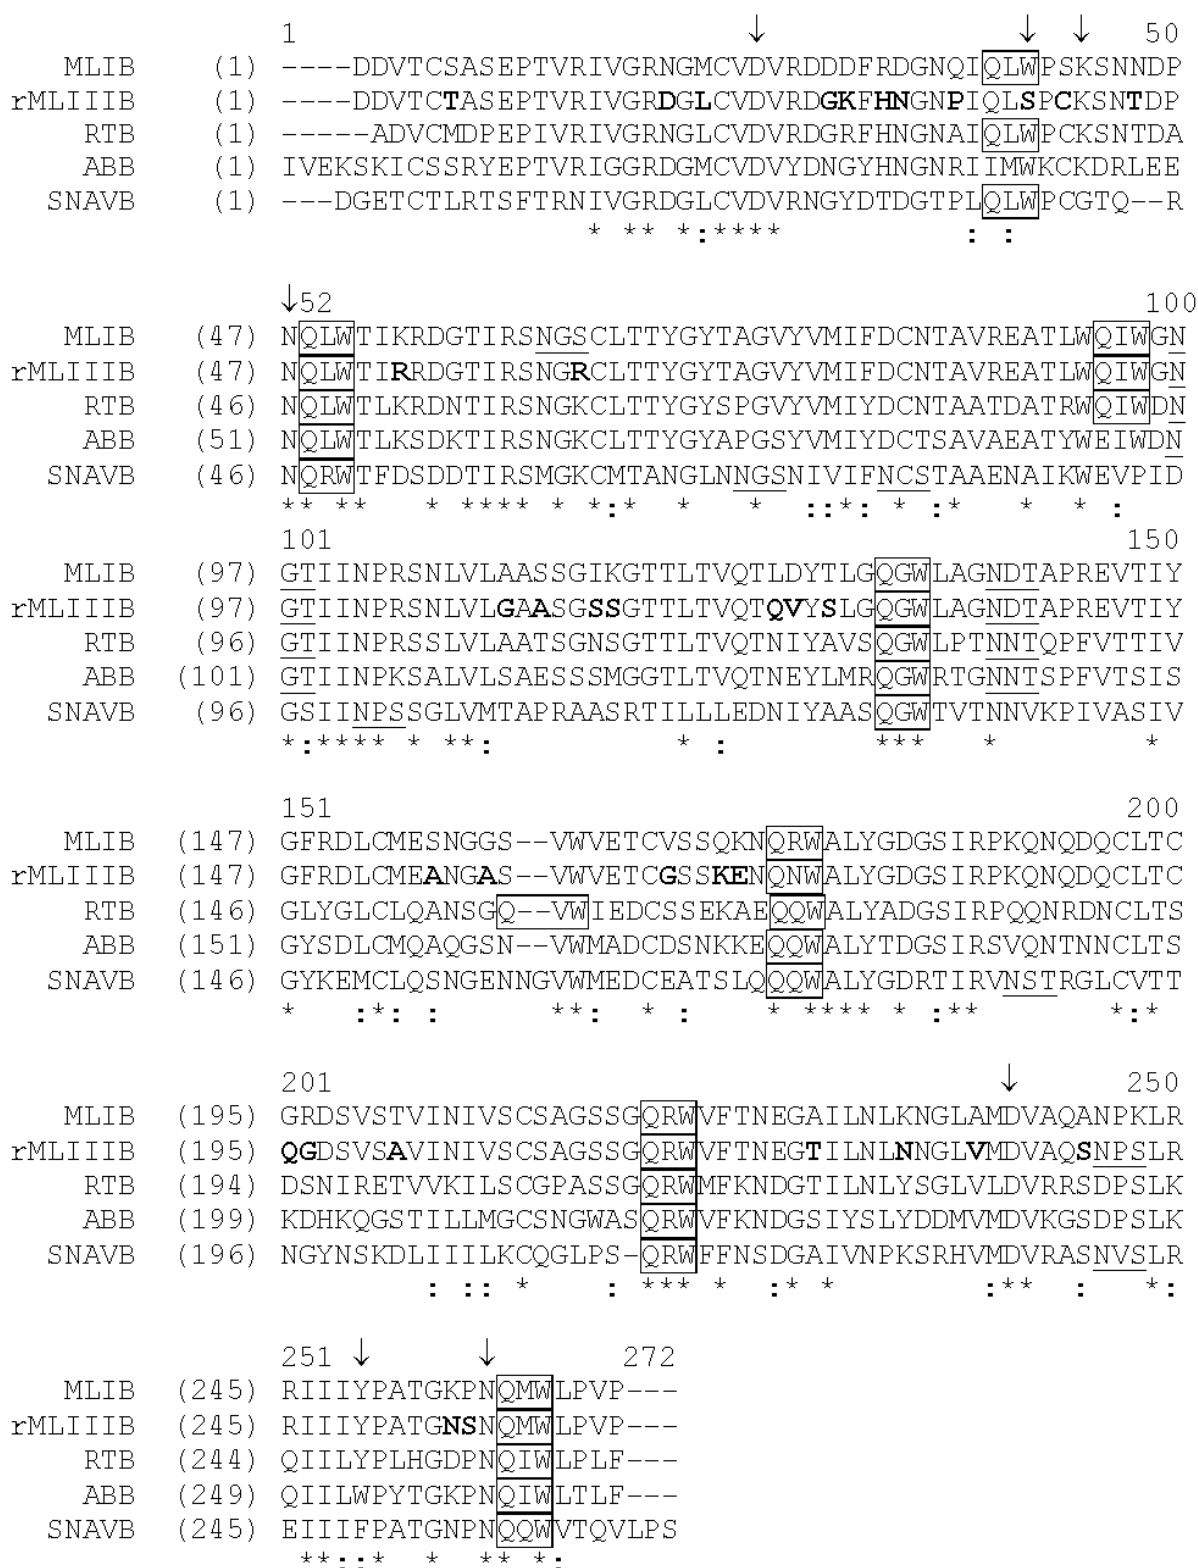 1 ↓ ↓ ↓ 50
MLIB (1) ----DDVTCSASEPTVRIVGRNGMCVDVRDDDFRDGNQIQLWPSKSNNDP
rMLIIIB (1) ----DDVTCTASEPTVRIVGRDGLCVDVRDGKFHNGNPIQLSPCKSNTDP
RTB (1) -----ADVCMDPEPIVRIVGRNGLCVDVRDGRFHNGNAIQLWPCKSNTDA
ABB (1) IVEKSKICSSRYEPTVRIGGRDGMCVDVYDNGYHNGNRIIMWKCKDRLEE
SNAVB (1) ---DGETCTLRTSFTRNIVGRDGLCVDVRNGYDTDGTPLQLWPCGTQ--R
* ** *:**** : :
↓52 100
MLIB (47) NQLWTIKRDGTIRSNGSCLTTYGYTAGVYVMIFDCNTAVREATLWQIWGN
rMLIIIB (47) NQLWTIRRDGTIRSNGRCLTTYGYTAGVYVMIFDCNTAVREATLWQIWGN
RTB (46) NQLWTLKRDNTIRSNGKCLTTYGYSPGVYVMIYDCNTAATDATRWQIWDN
ABB (51) NQLWTLKSDKTIRSNGKCLTTYGYAPGSYVMIYDCTSAVAEATYWEIWDN
SNAVB (46) NQRWTFDSDDTIRSMGKCMTANGLNNGSNIVIFNCSTAAENAIKWEVPID
** ** * **** * *:* * ::*: * :* * * :
101 150
MLIB (97) GTIINPRSNLVLAASSGIKGTTLTVQTLDYTLGQGWLAGNDTAPREVTIY
rMLIIIB (97) GTIINPRSNLVLGAASGSSGTTLTVQTQVYSLGQGWLAGNDTAPREVTIY
RTB (96) GTIINPRSSLVLAATSGNSGTTLTVQTNIYAVSQGWLPTNNTQPFVTTIV
ABB (101) GTIINPKSALVLSAESSSMGGTLTVQTNEYLMRQGWRTGNNTSPFVTSIS
SNAVB (96) GSIINPSSGLVMTAPRAASRTILLLEDNIYAASQGWTVTNNVKPIVASIV
*:**** * **: * : *** * *
151 200
MLIB (147) GFRDLCMESNGGS--VWVETCVSSQKNQRWALYGDGSIRPKQNQDQCLTC
rMLIIIB (147) GFRDLCMEANGAS--VWVETCGSSKENQNWALYGDGSIRPKQNQDQCLTC
RTB (146) GLYGLCLQANSGQ--VWIEDCSSEKAEQQWALYADGSIRPQQNRDNCLTS
ABB (151) GYSDLCMQAQGSN--VWMADCDSNKKEQQWALYTDGSIRSVQNTNNCLTS
SNAVB (146) GYKEMCLQSNGENNGVWMEDCEATSLQQQWALYGDRTIRVNSTRGLCVTT
* :*: : **: * : * **** * :** *:*
201 ↓ 250
MLIB (195) GRDSVSTVINIVSCSAGSSGQRWVFTNEGAILNLKNGLAMDVAQANPKLR
rMLIIIB (195) QGDSVSAVINIVSCSAGSSGQRWVFTNEGTILNLNNGLVMDVAQSNPSLR
RTB (194) DSNIRETVVKILSCGPASSGQRWMFKNDGTILNLYSGLVLDVRRSDPSLK
ABB (199) KDHKQGSTILLMGCSNGWASQRWVFKNDGSIYSLYDDMVMDVKGSDPSLK
SNAVB (196) NGYNSKDLIIILKCQGLPS-QRWFFNSDGAIVNPKSRHVMDVRASNVSLR
: :: * : *** * :* * :** : *:
251 ↓ ↓ 272
MLIB (245) RIIIYPATGKPNQMWLPVP---
rMLIIIB (245) RIIIYPATGNSNQMWLPVP---
RTB (244) QIILYPLHGDPNQIWLPLF---
ABB (249) QIILWPYTGKPNQIWLTLF---
SNAVB (245) EIIIFPATGNPNQQWVTQVLPS
**::* * ** *: